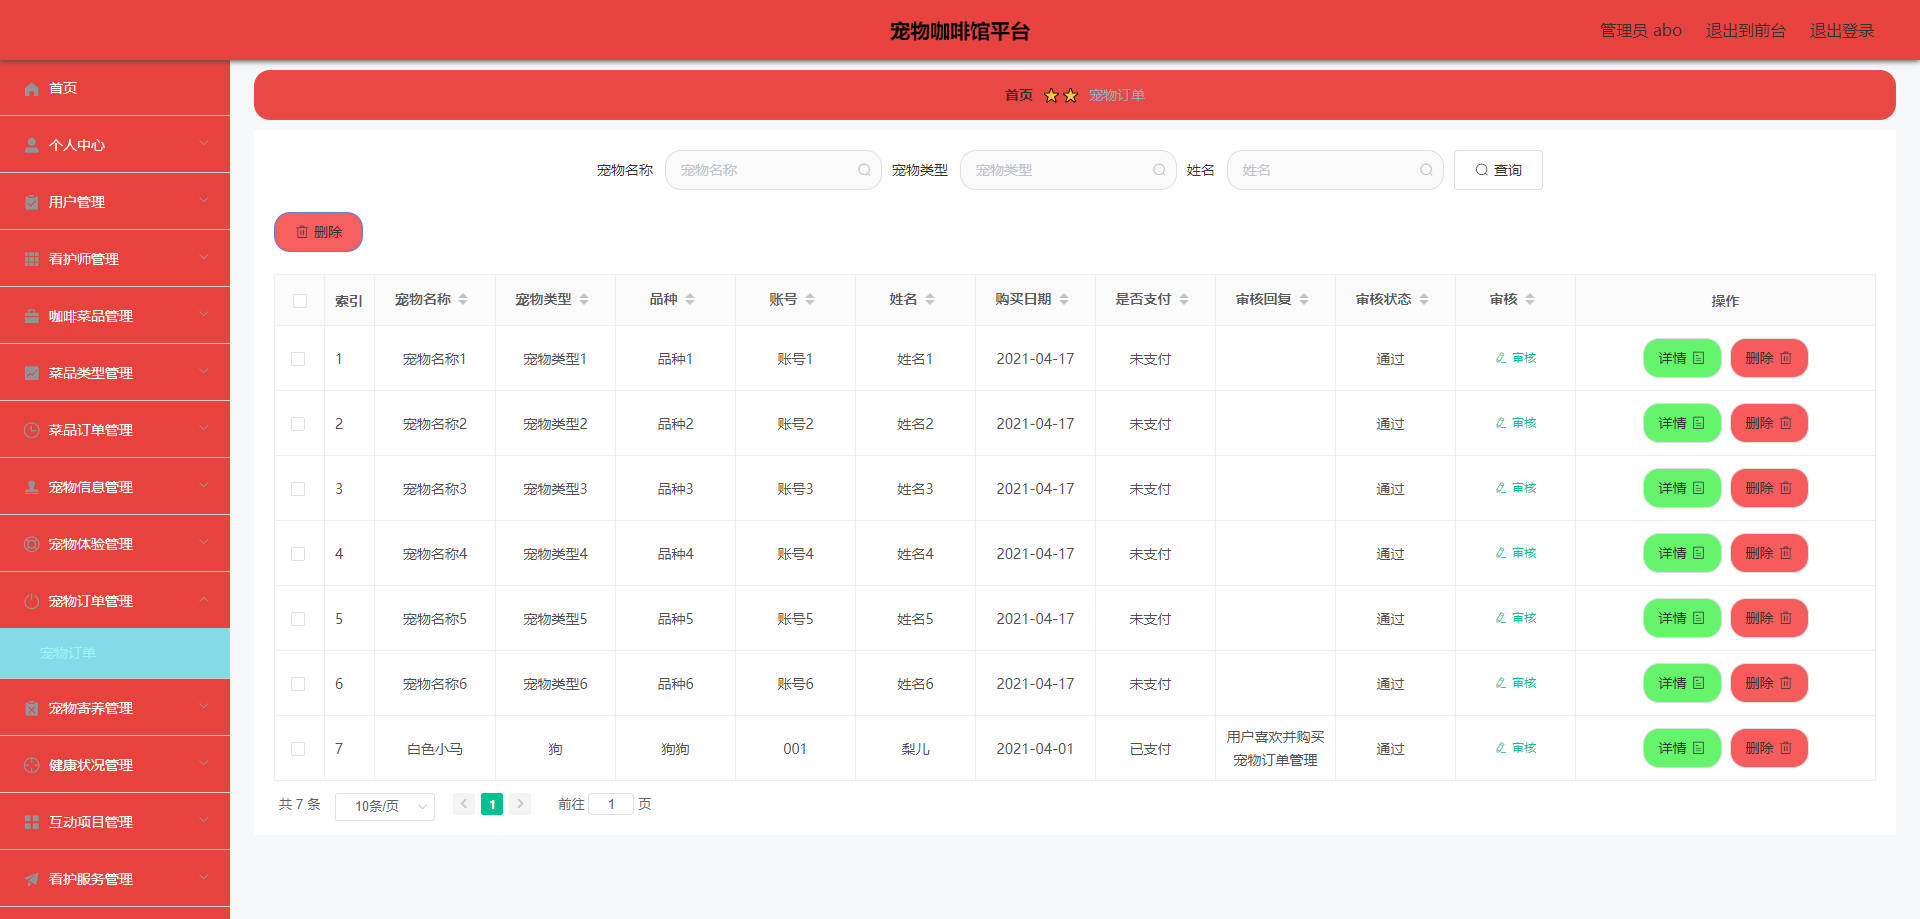 宠物咖啡馆平台
管理员 abo 退出到前台 退出登录
首页
个人中心
用户管理
看护师管理
咖啡菜品管理
菜品类型管理
菜品订单管理
宠物信息管理
宠物体验管理
宠物订单管理
宠物订单
宠物寄养管理
健康状况管理
互动项目管理
看护服务管理
首页 宠物订单
宠物名称 宠物名称 宠物类型 宠物类型 姓名 姓名 查询
删除
索引 宠物名称 宠物类型 品种 账号 姓名 购买日期 是否支付 审核回复 审核状态 审核 操作
1 宠物名称1 宠物类型1 品种1 账号1 姓名1 2021-04-17 未支付 通过 审核 详情 删除
2 宠物名称2 宠物类型2 品种2 账号2 姓名2 2021-04-17 未支付 通过 审核 详情 删除
3 宠物名称3 宠物类型3 品种3 账号3 姓名3 2021-04-17 未支付 通过 审核 详情 删除
4 宠物名称4 宠物类型4 品种4 账号4 姓名4 2021-04-17 未支付 通过 审核 详情 删除
5 宠物名称5 宠物类型5 品种5 账号5 姓名5 2021-04-17 未支付 通过 审核 详情 删除
6 宠物名称6 宠物类型6 品种6 账号6 姓名6 2021-04-17 未支付 通过 审核 详情 删除
7 白色小马 狗 狗狗 001 梨儿 2021-04-01 已支付 用户喜欢并购买 通过 审核 详情 删除
宠物订单管理
共 7 条 10条/页 1 前往 1 页